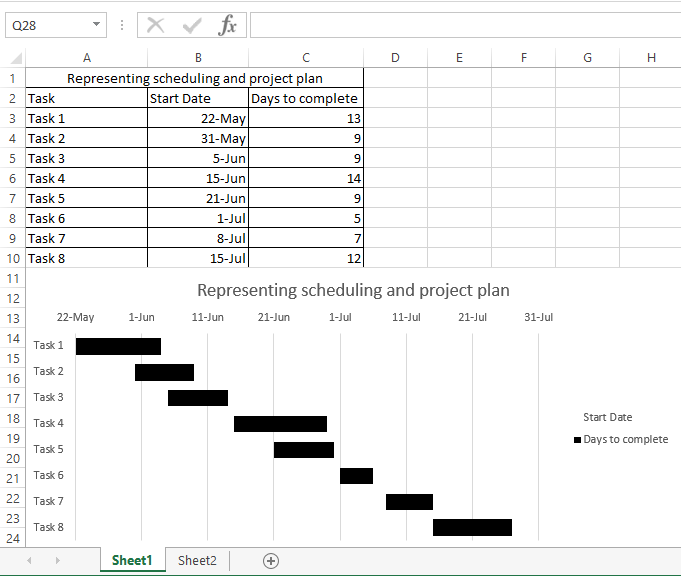 Q28 fx
A B C D E F G H
1 Representing scheduling and project plan
2 Task Start Date Days to complete
3 Task 1 22-May 13
4 Task 2 31-May 9
5 Task 3 5-Jun 9
6 Task 4 15-Jun 14
7 Task 5 21-Jun 9
8 Task 6 1-Jul 5
9 Task 7 8-Jul 7
10 Task 8 15-Jul 12
11
12 Representing scheduling and project plan
13 22-May 1-Jun 11-Jun 21-Jun 1-Jul 11-Jul 21-Jul 31-Jul
14 Task 1
15
16 Task 2
17 Task 3
18 Task 4 Start Date
19 Days to complete
20 Task 5
21 Task 6
22 Task 7
23 Task 8
24
Sheet1 Sheet2